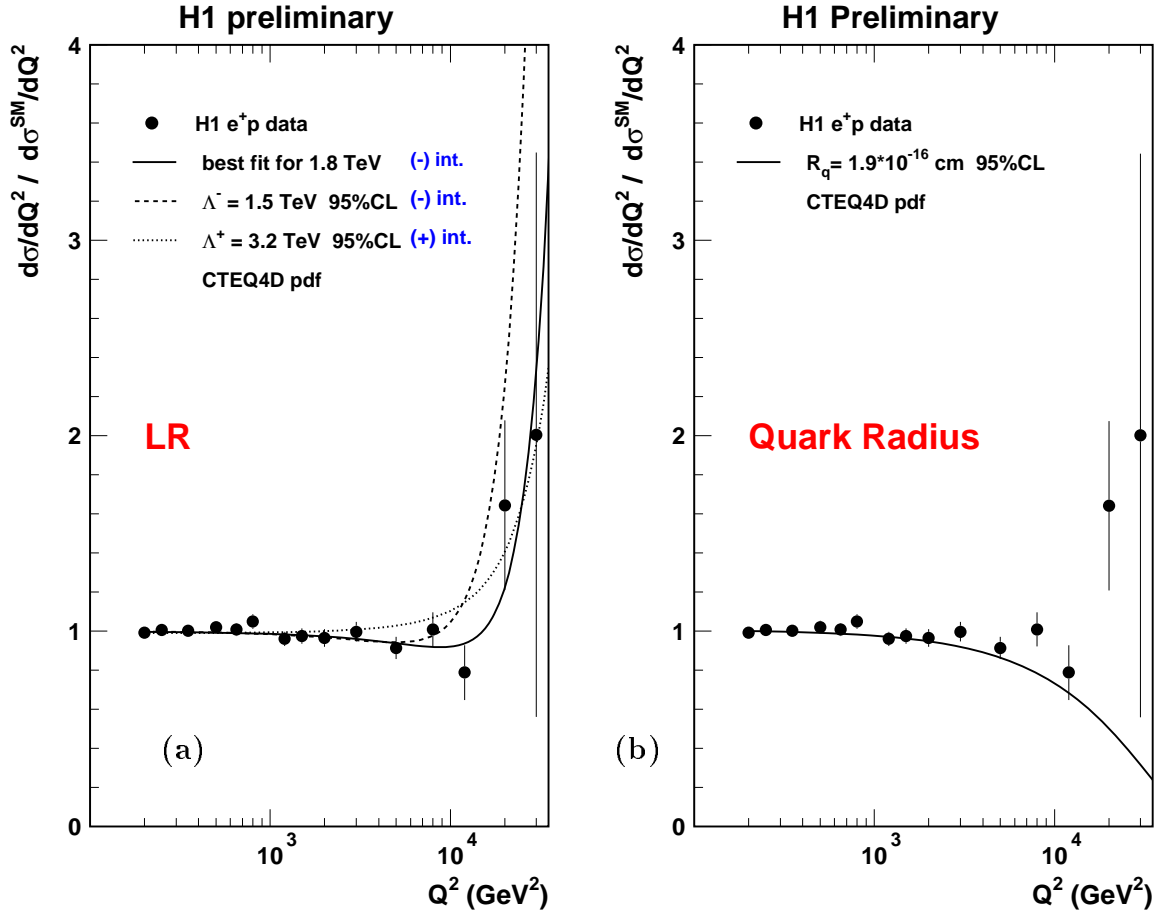 H1 preliminary
dσ/dQ² / dσ^SM/dQ²
4
3
2
1
0
H1 e⁺p data
best fit for 1.8 TeV (-) int.
Λ⁻ = 1.5 TeV 95%CL (-) int.
Λ⁺ = 3.2 TeV 95%CL (+) int.
CTEQ4D pdf
LR
(a)
10³ 10⁴
Q² (GeV²)
H1 Preliminary
dσ/dQ² / dσ^SM/dQ²
4
3
2
1
0
H1 e⁺p data
R_q= 1.9*10⁻¹⁶ cm 95%CL
CTEQ4D pdf
Quark Radius
(b)
10³ 10⁴
Q² (GeV²)